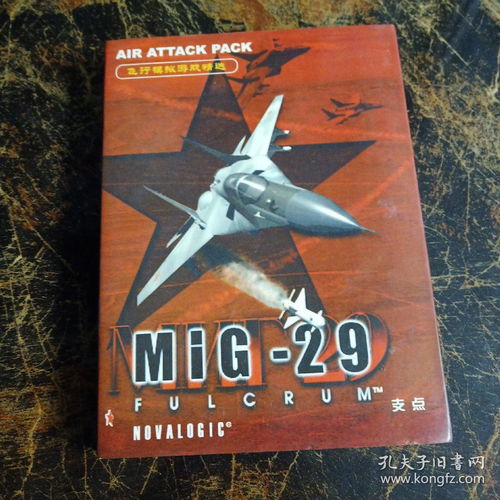 AIR ATTACK PACK
飞行模拟游戏精选
MiG-29
FULCRUM™
支点
NOVALOGIC®
孔夫子旧书网
www.kongfz.com